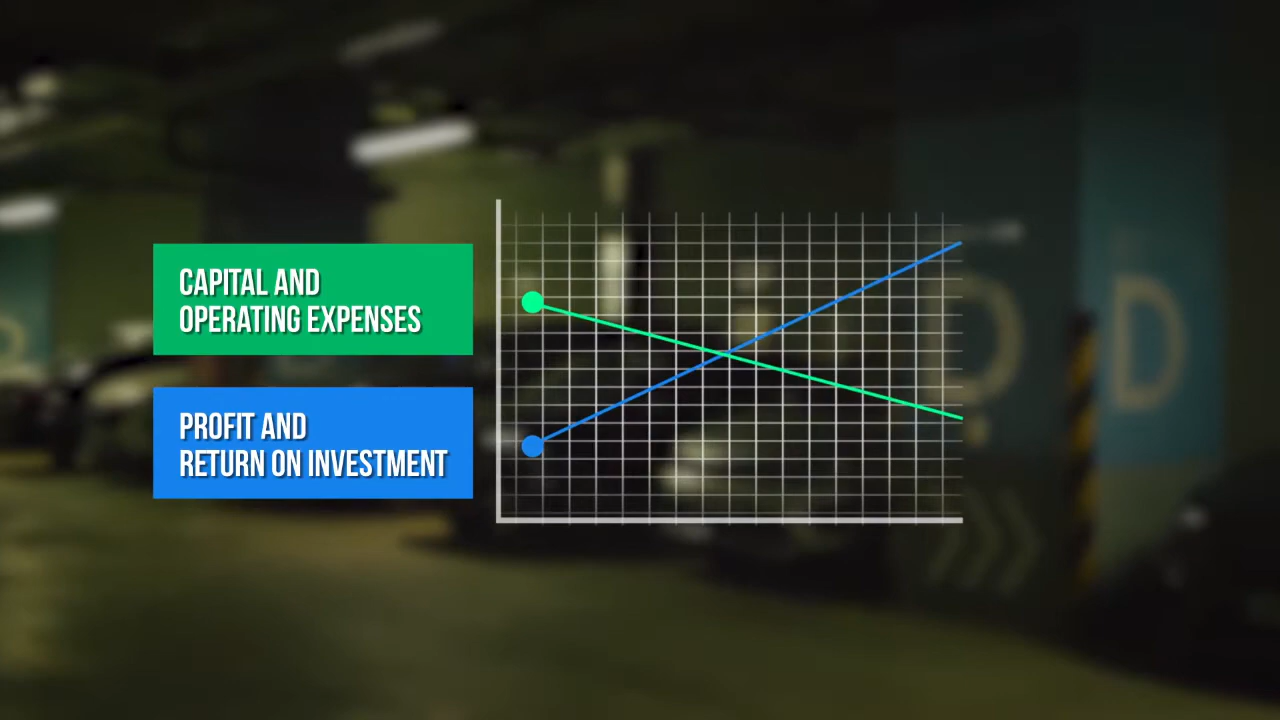 CAPITAL AND
OPERATING EXPENSES
PROFIT AND
RETURN ON INVESTMENT
D